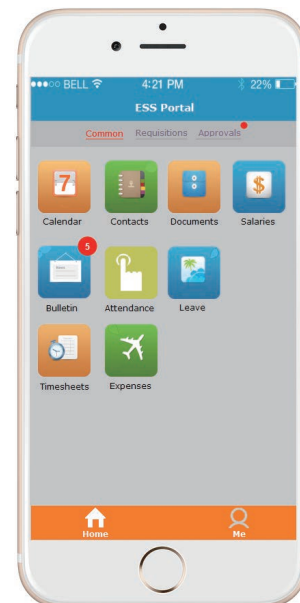 BELL 4:21 PM 22%
ESS Portal
Common Requisitions Approvals
7 $
Calendar Contacts Documents Salaries
5
Bulletin Attendance Leave
Timesheets Expenses
Home Me